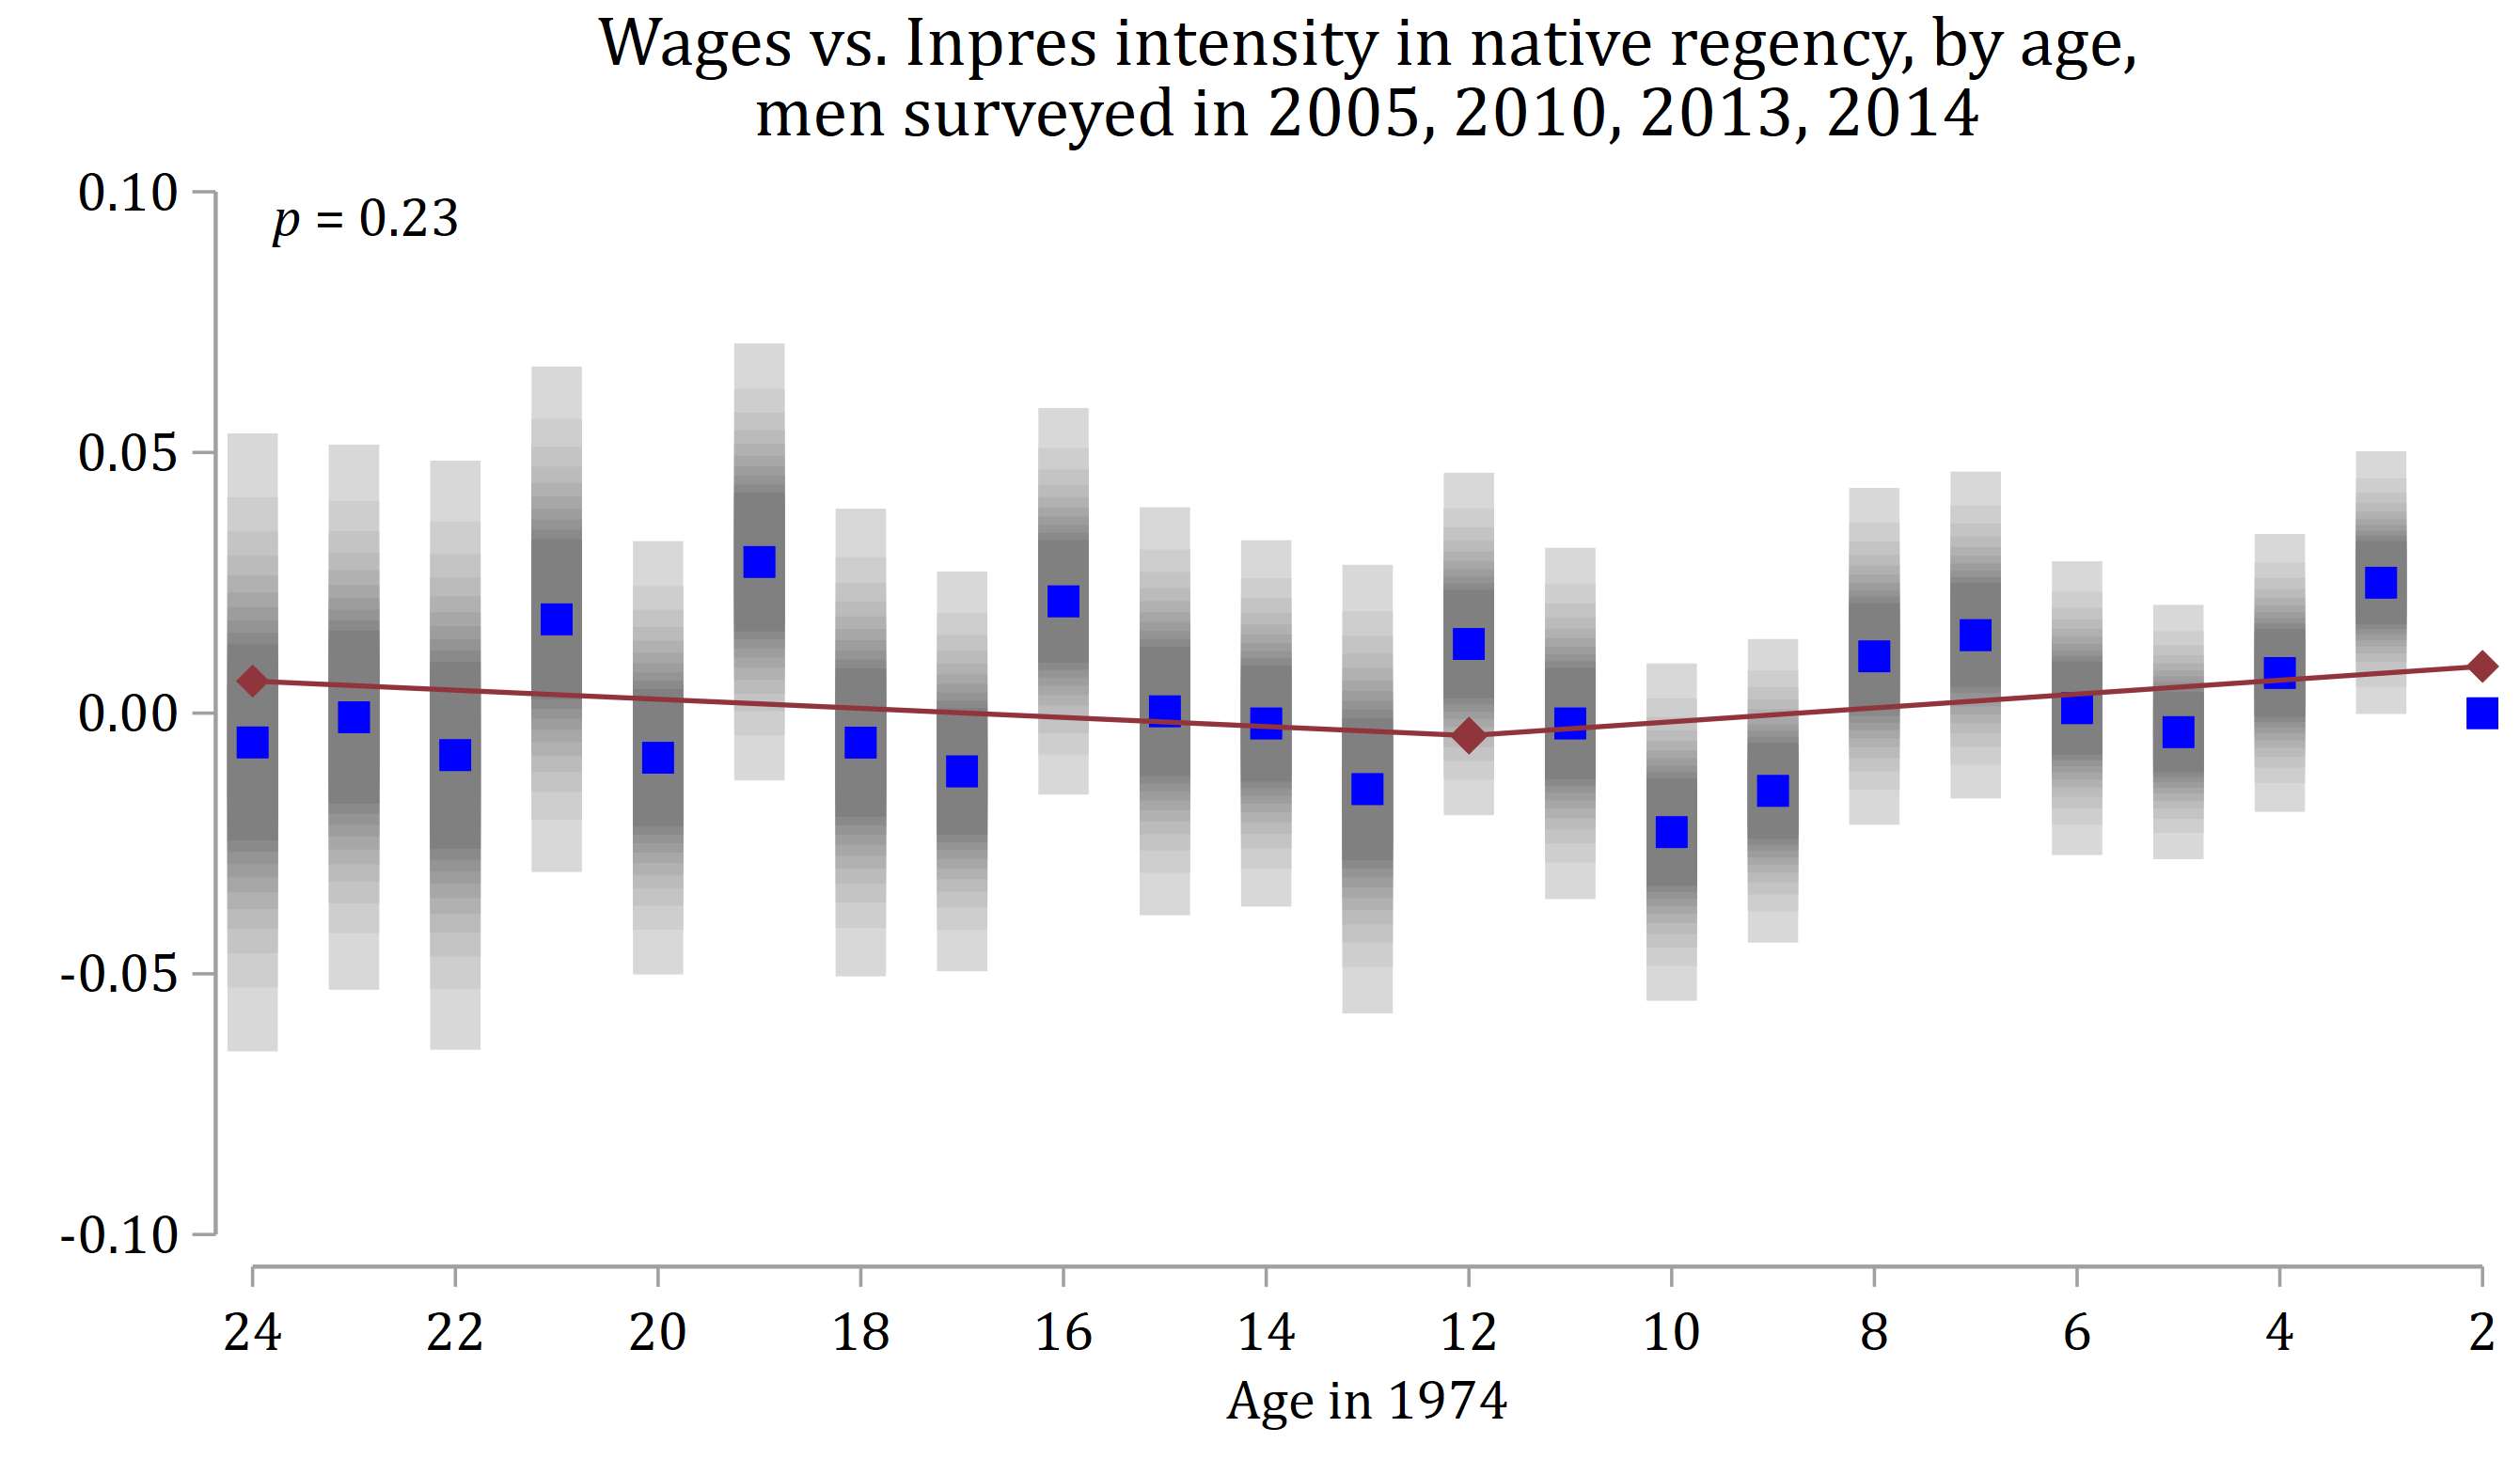 Wages vs. Inpres intensity in native regency, by age,
men surveyed in 2005, 2010, 2013, 2014
0.10
p = 0.23
0.05
0.00
-0.05
-0.10
24 22 20 18 16 14 12 10 8 6 4 2
Age in 1974